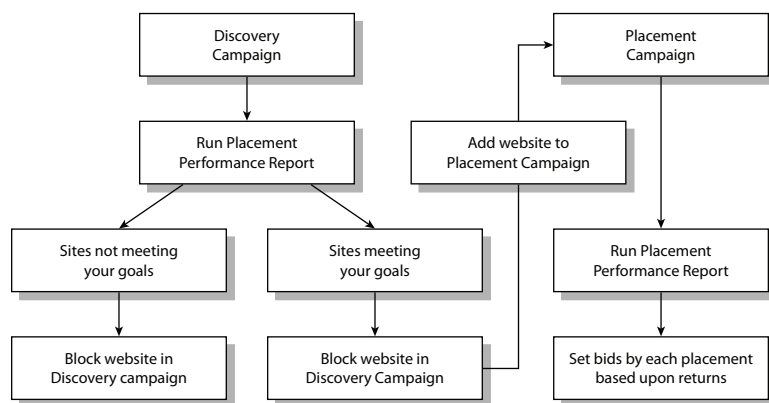 Discovery
Campaign
Run Placement
Performance Report
Sites not meeting
your goals
Block website in
Discovery campaign
Sites meeting
your goals
Block website in
Discovery Campaign
Add website to
Placement Campaign
Placement
Campaign
Run Placement
Performance Report
Set bids by each placement
based upon returns